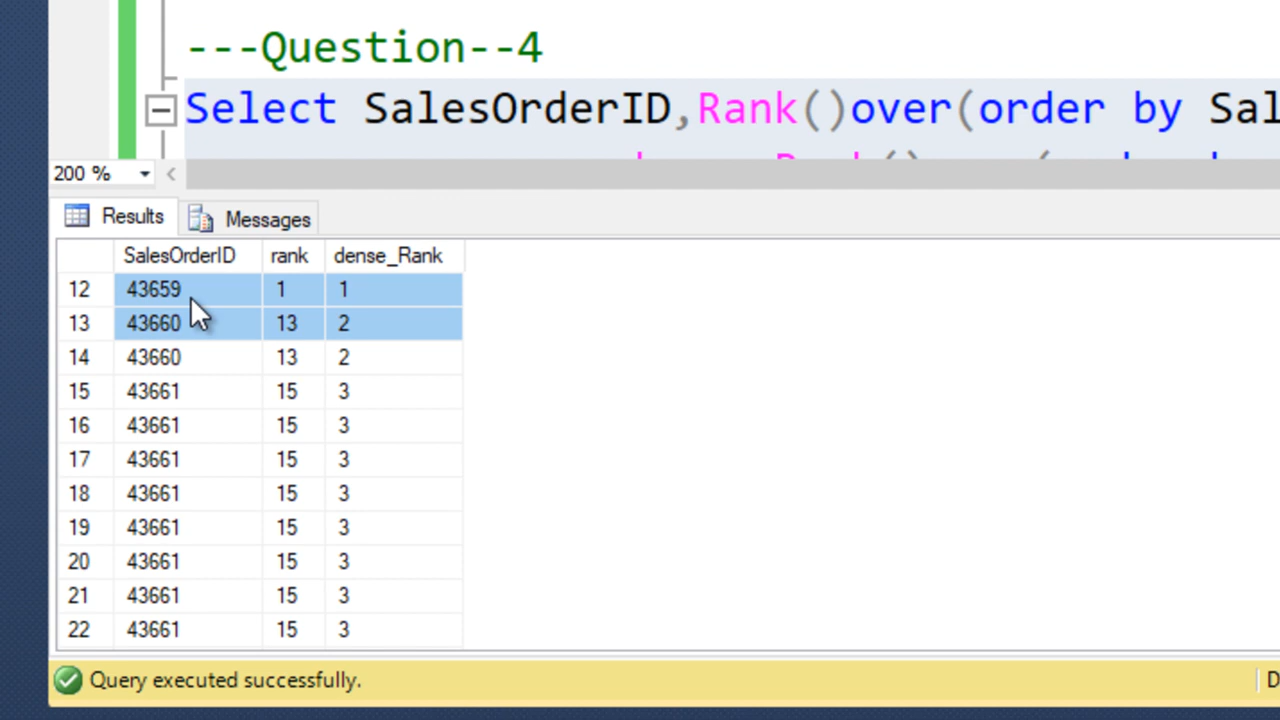 ---Question--4
Select SalesOrderID,Rank()over(order by Sal
200 %
Results Messages
SalesOrderID rank dense_Rank
12 43659 1 1
13 43660 13 2
14 43660 13 2
15 43661 15 3
16 43661 15 3
17 43661 15 3
18 43661 15 3
19 43661 15 3
20 43661 15 3
21 43661 15 3
22 43661 15 3
Query executed successfully.